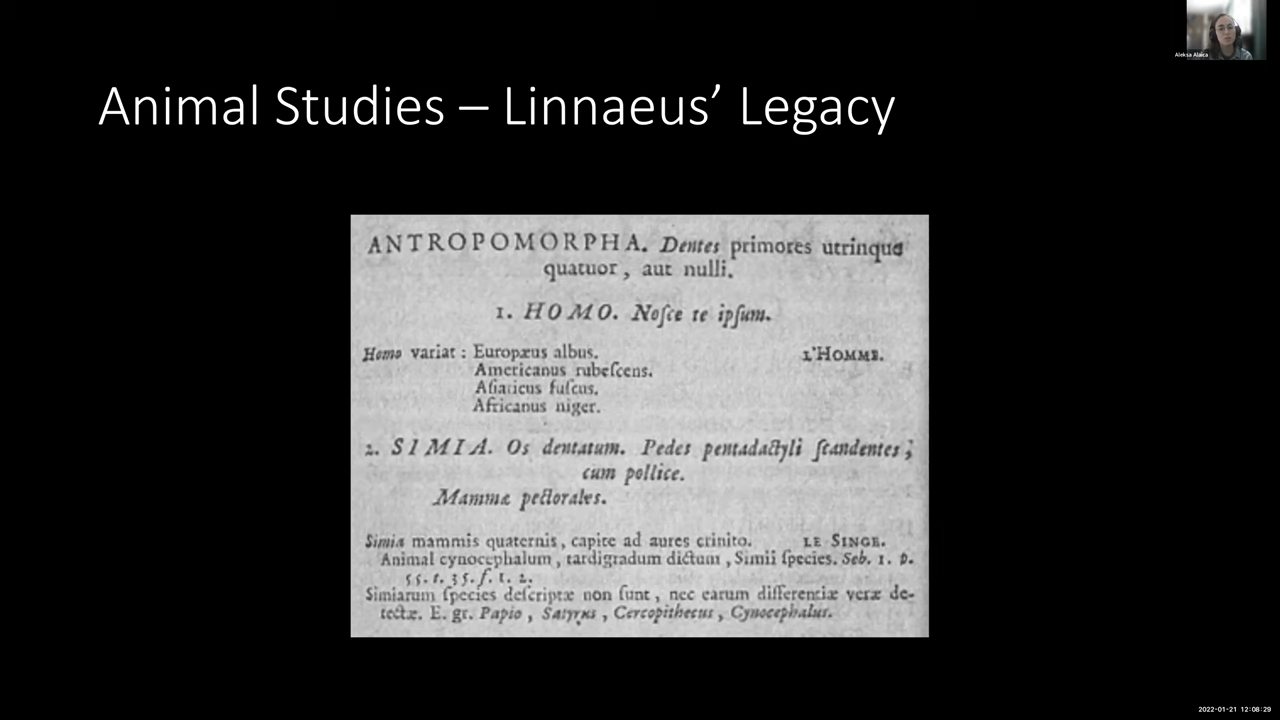 Aleksa Alaica
Animal Studies – Linnaeus’ Legacy
ANTROPOMORPHA. Dentes primores utrinque
quatuor, aut nulli.
1. HOMO. Noſce te ipſum.
Homo variat: Europæus albus. L'HOMME.
Americanus rubeſcens.
Aſiaticus fuſcus.
Africanus niger.
2. SIMIA. Os dentatum. Pedes pentadactyli ſcandentes;
cum pollice.
Mammæ pectorales.
Simia mammis quaternis, capite ad aures crinito. LE SINGE.
Animal cynocephalum, tardigradum dictum, Simii ſpecies. Seb. 1. p.
55. t. 35. f. 1. 2.
Simiarum ſpecies deſcriptæ non ſunt, nec earum differentiæ veræ de-
tectæ. E. gr. Papio, Satyrus, Cercopithecus, Cynocephalus.
2022-01-21 12:08:29